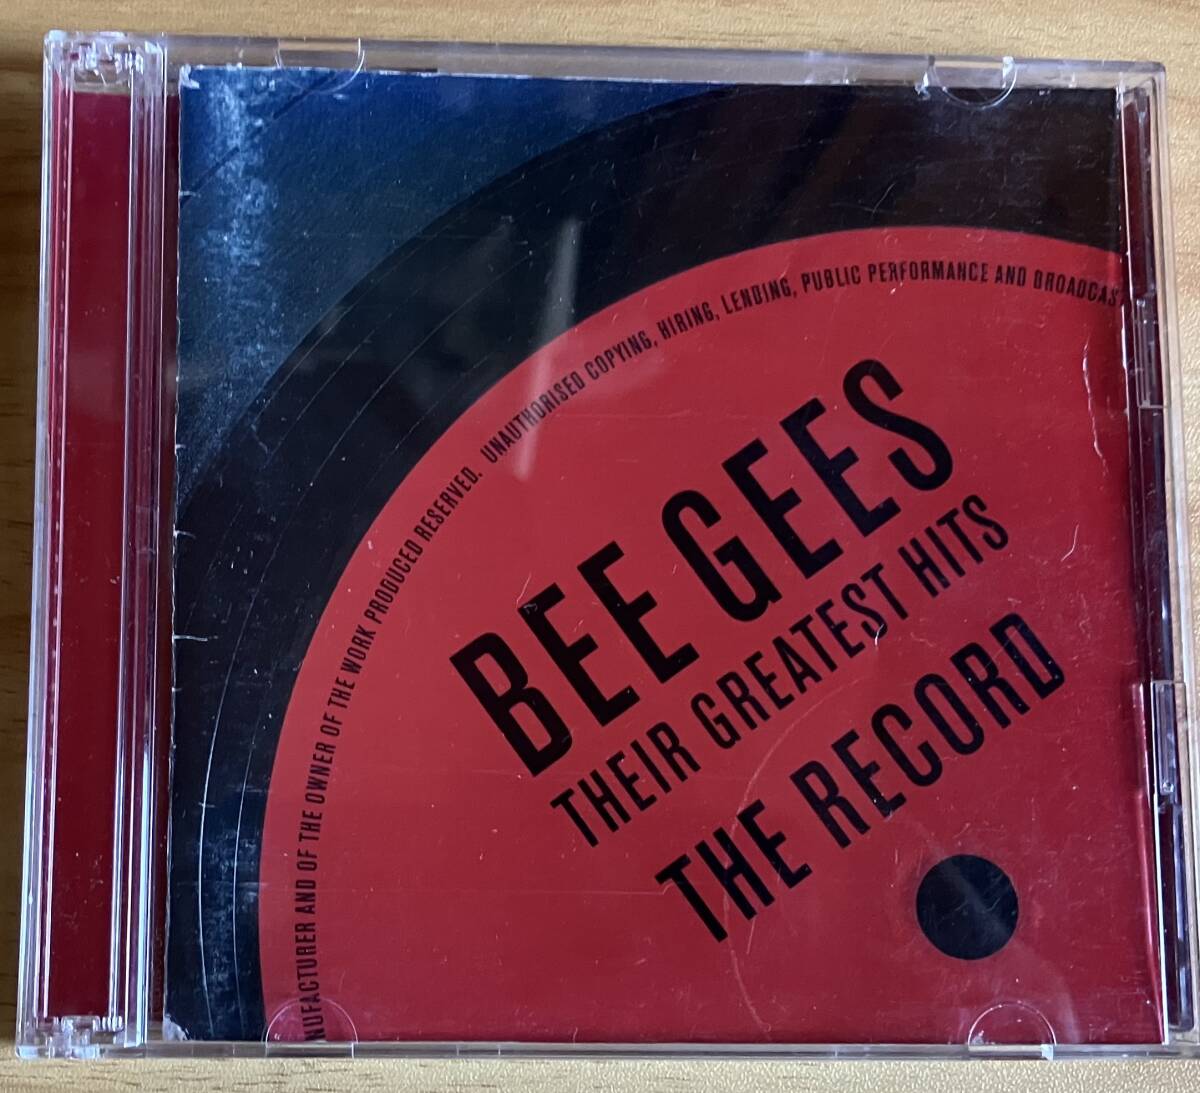 NUFACTURER AND OF THE OWNER OF THE WORK PRODUCED RESERVED. UNAUTHORISED COPYING, HIRING, LENDING, PUBLIC PERFORMANCE AND BROADCAS
BEE GEES
THEIR GREATEST HITS
THE RECORD